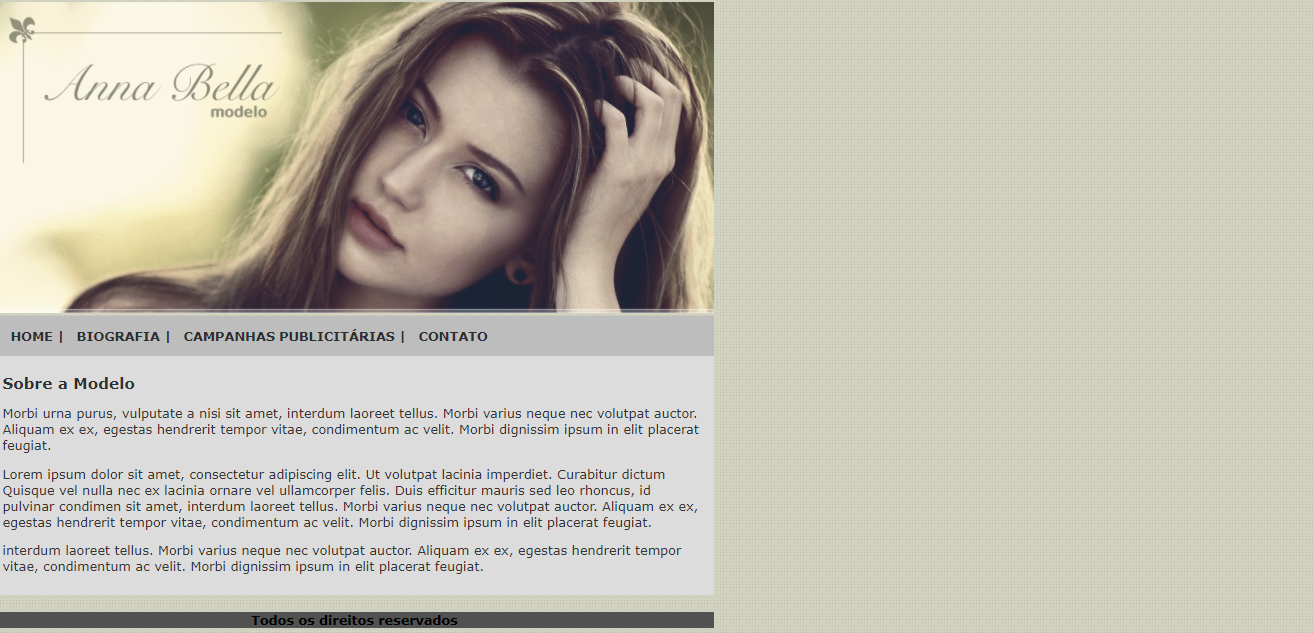 Anna Bella
modelo
HOME | BIOGRAFIA | CAMPANHAS PUBLICITÁRIAS | CONTATO
Sobre a Modelo
Morbi urna purus, vulputate a nisi sit amet, interdum laoreet tellus. Morbi varius neque nec volutpat auctor.
Aliquam ex ex, egestas hendrerit tempor vitae, condimentum ac velit. Morbi dignissim ipsum in elit placerat
feugiat.
Lorem ipsum dolor sit amet, consectetur adipiscing elit. Ut volutpat lacinia imperdiet. Curabitur dictum
Quisque vel nulla nec ex lacinia ornare vel ullamcorper felis. Duis efficitur mauris sed leo rhoncus, id
pulvinar condimen sit amet, interdum laoreet tellus. Morbi varius neque nec volutpat auctor. Aliquam ex ex,
egestas hendrerit tempor vitae, condimentum ac velit. Morbi dignissim ipsum in elit placerat feugiat.
interdum laoreet tellus. Morbi varius neque nec volutpat auctor. Aliquam ex ex, egestas hendrerit tempor
vitae, condimentum ac velit. Morbi dignissim ipsum in elit placerat feugiat.
Todos os direitos reservados